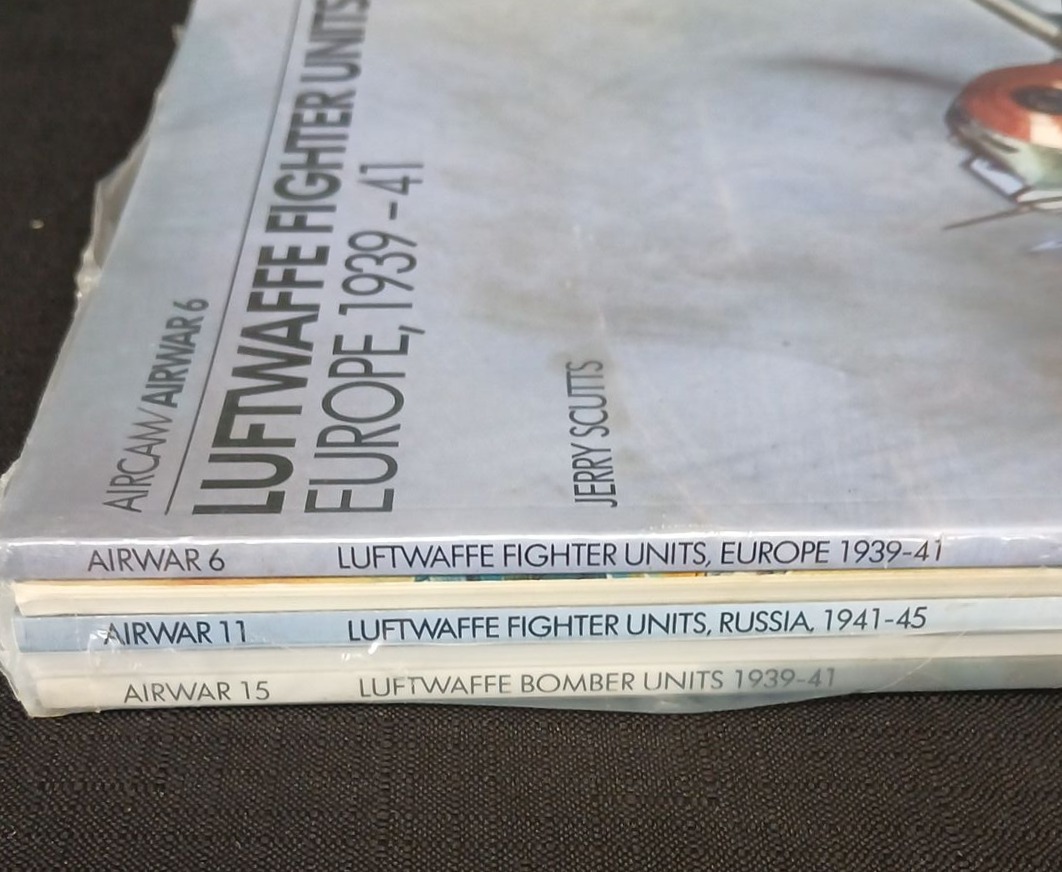 AIRCAM/AIRWAR 6
LUFTWAFFE FIGHTER UNITS
EUROPE, 1939-41
JERRY SCUTTS
AIRWAR 6 LUFTWAFFE FIGHTER UNITS, EUROPE 1939-41
AIRWAR 11 LUFTWAFFE FIGHTER UNITS, RUSSIA, 1941-45
AIRWAR 15 LUFTWAFFE BOMBER UNITS 1939-41